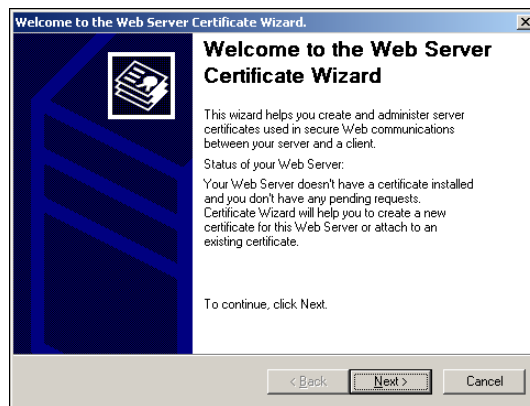 Welcome to the Web Server Certificate Wizard.
Welcome to the Web Server
Certificate Wizard
This wizard helps you create and administer server
certificates used in secure Web communications
between your server and a client.
Status of your Web Server:
Your Web Server doesn't have a certificate installed
and you don't have any pending requests.
Certificate Wizard will help you to create a new
certificate for this Web Server or attach to an
existing certificate.
To continue, click Next.
< Back
Next >
Cancel